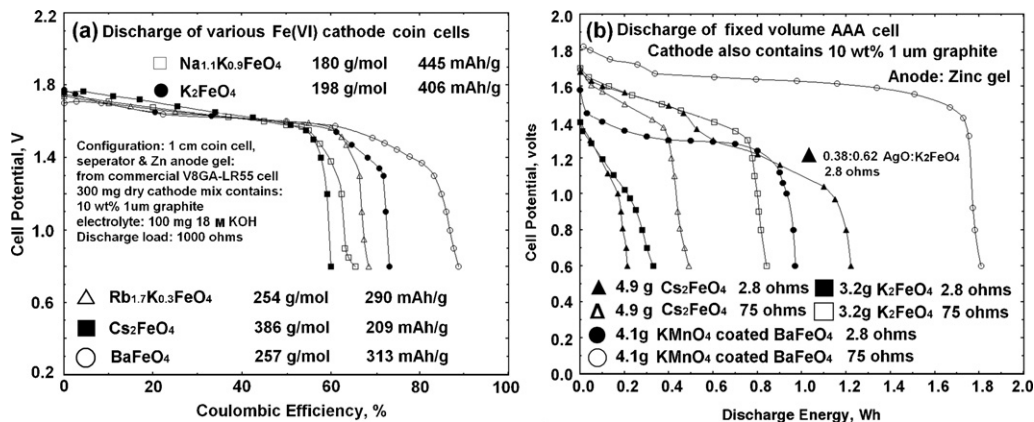 (a) Discharge of various Fe(VI) cathode coin cells
Na1.1K0.9FeO4 180 g/mol 445 mAh/g
K2FeO4 198 g/mol 406 mAh/g
Configuration: 1 cm coin cell,
seperator & Zn anode gel:
from commercial V8GA-LR55 cell
300 mg dry cathode mix contains:
10 wt% 1um graphite
electrolyte: 100 mg 18 M KOH
Discharge load: 1000 ohms
Rb1.7K0.3FeO4 254 g/mol 290 mAh/g
Cs2FeO4 386 g/mol 209 mAh/g
BaFeO4 257 g/mol 313 mAh/g
Cell Potential, V
2.2
1.8
1.4
1.0
0.6
0.2
0 20 40 60 80 100
Coulombic Efficiency, %
(b) Discharge of fixed volume AAA cell
Cathode also contains 10 wt% 1 um graphite
Anode: Zinc gel
0.38:0.62 AgO:K2FeO4
2.8 ohms
4.9 g Cs2FeO4 2.8 ohms
3.2g K2FeO4 2.8 ohms
4.9 g Cs2FeO4 75 ohms
3.2g K2FeO4 75 ohms
4.1g KMnO4 coated BaFeO4 2.8 ohms
4.1g KMnO4 coated BaFeO4 75 ohms
Cell Potential, volts
2.0
1.8
1.6
1.4
1.2
1.0
0.8
0.6
0.4
0.2
0.0
0.0 0.2 0.4 0.6 0.8 1.0 1.2 1.4 1.6 1.8 2.0
Discharge Energy, Wh